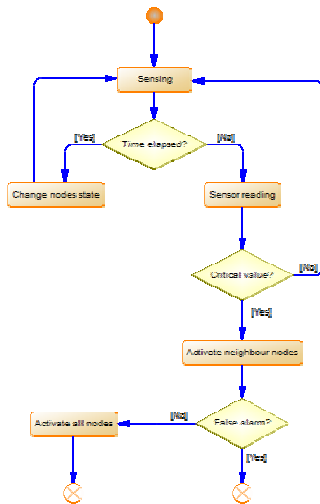 Sensing
[Yes]
[No]
Time elapsed?
Change nodes state
Sensor reading
Critical value?
[No]
[Yes]
Activate neighbour nodes
[No]
Activate all nodes
False alarm?
[Yes]